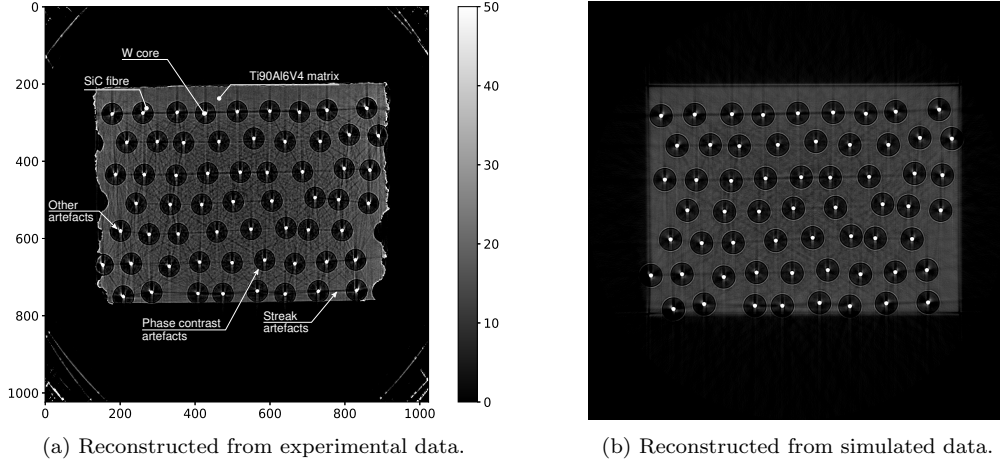 0
200
400
600
800
1000
0
200
400
600
800
1000
W core
SiC fibre
Ti90Al6V4 matrix
Other
artefacts
Phase contrast
artefacts
Streak
artefacts
50
40
30
20
10
0
(a) Reconstructed from experimental data.
(b) Reconstructed from simulated data.